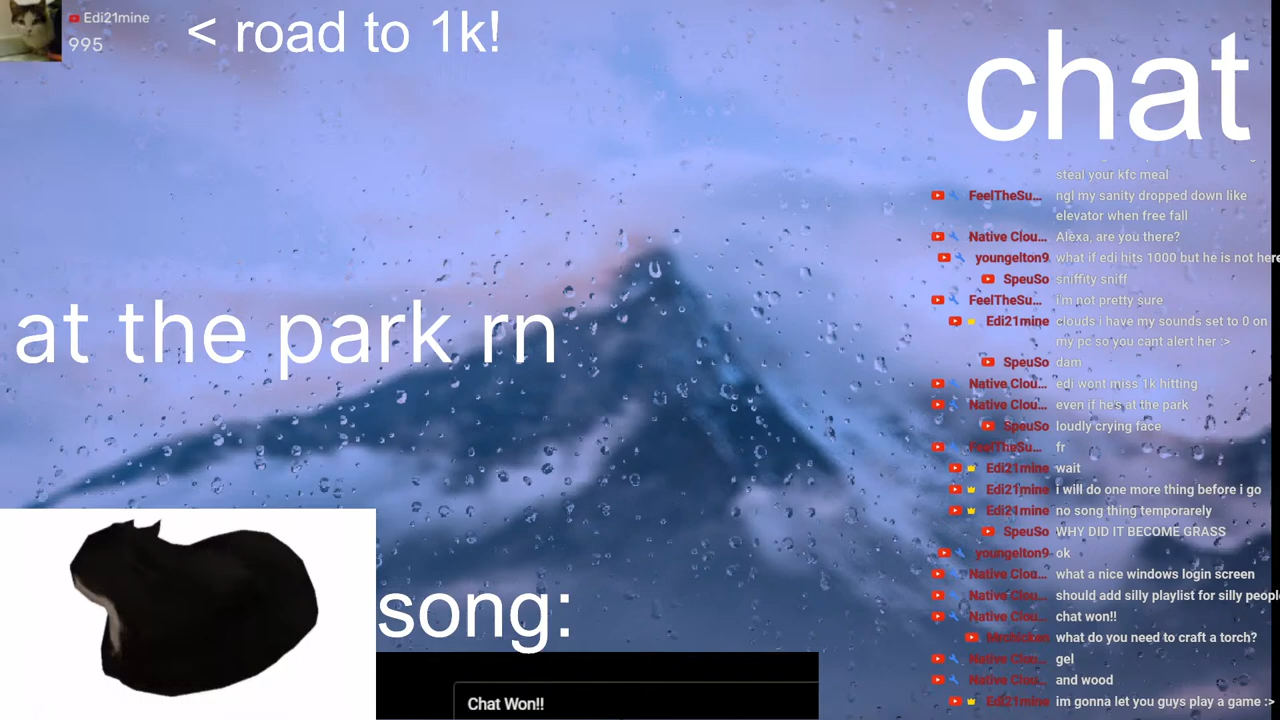 Edi21mine
995
< road to 1k!
chat
at the park rn
song:
Chat Won!!
steal your kfc meal
FeelTheSu... ngl my sanity dropped down like
elevator when free fall
Native Clou... Alexa, are you there?
youngelton9 what if edi hits 1000 but he is not here
SpeuSo sniffity sniff
FeelTheSu... i'm not pretty sure
Edi21mine clouds i have my sounds set to 0 on
my pc so you cant alert her :>
SpeuSo dam
Native Clou... edi wont miss 1k hitting
Native Clou... even if he's at the park
SpeuSo loudly crying face
FeelTheSu... fr
Edi21mine wait
Edi21mine i will do one more thing before i go
Edi21mine no song thing temporarely
SpeuSo WHY DID IT BECOME GRASS
youngelton9 ok
Native Clou... what a nice windows login screen
Native Clou... should add silly playlist for silly people
Native Clou... chat won!!
what do you need to craft a torch?
Native Clou... gel
Native Clou... and wood
Edi21mine im gonna let you guys play a game :>